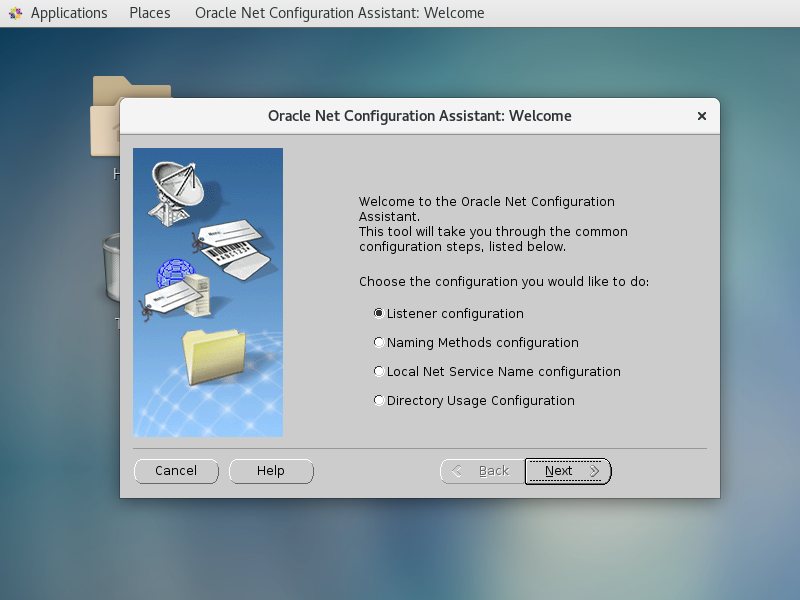 Applications Places Oracle Net Configuration Assistant: Welcome
Oracle Net Configuration Assistant: Welcome
Welcome to the Oracle Net Configuration
Assistant.
This tool will take you through the common
configuration steps, listed below.
Choose the configuration you would like to do:
Listener configuration
Naming Methods configuration
Local Net Service Name configuration
Directory Usage Configuration
Cancel Help Back Next